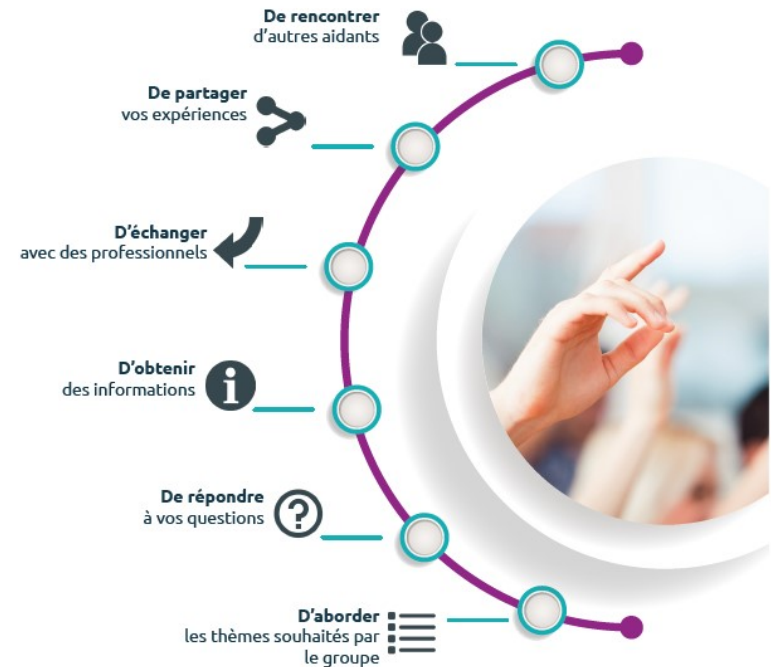 De rencontrer
d'autres aidants
De partager
vos expériences
D'échanger
avec des professionnels
D'obtenir
des informations
De répondre
à vos questions
D'aborder
les thèmes souhaités par
le groupe